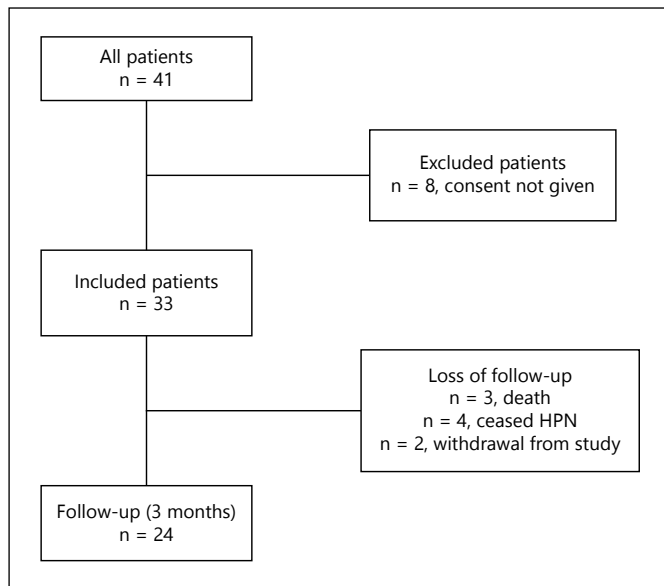 All patients
n = 41
Excluded patients
n = 8, consent not given
Included patients
n = 33
Loss of follow-up
n = 3, death
n = 4, ceased HPN
n = 2, withdrawal from study
Follow-up (3 months)
n = 24